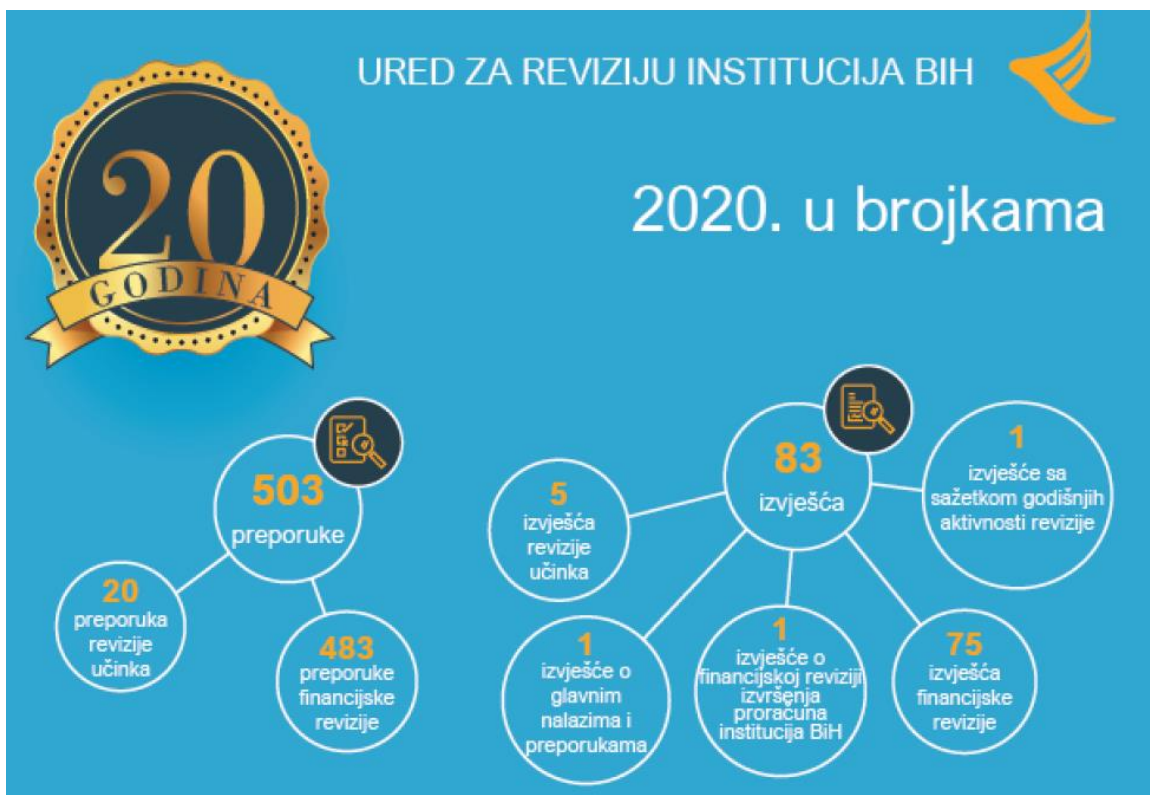 URED ZA REVIZIJU INSTITUCIJA BIH
20
GODINA
2020. u brojkama
503
preporuke
20
preporuka
revizije
učinka
483
preporuke
financijske
revizije
83
izvješća
5
izvješća
revizije
učinka
1
izvješće o
glavnim
nalazima i
preporukama
1
izvješće o
financijskoj reviziji
izvršenja
proračuna
institucija BiH
75
izvješća
financijske
revizije
1
izvješće sa
sažetkom godišnjih
aktivnosti revizije